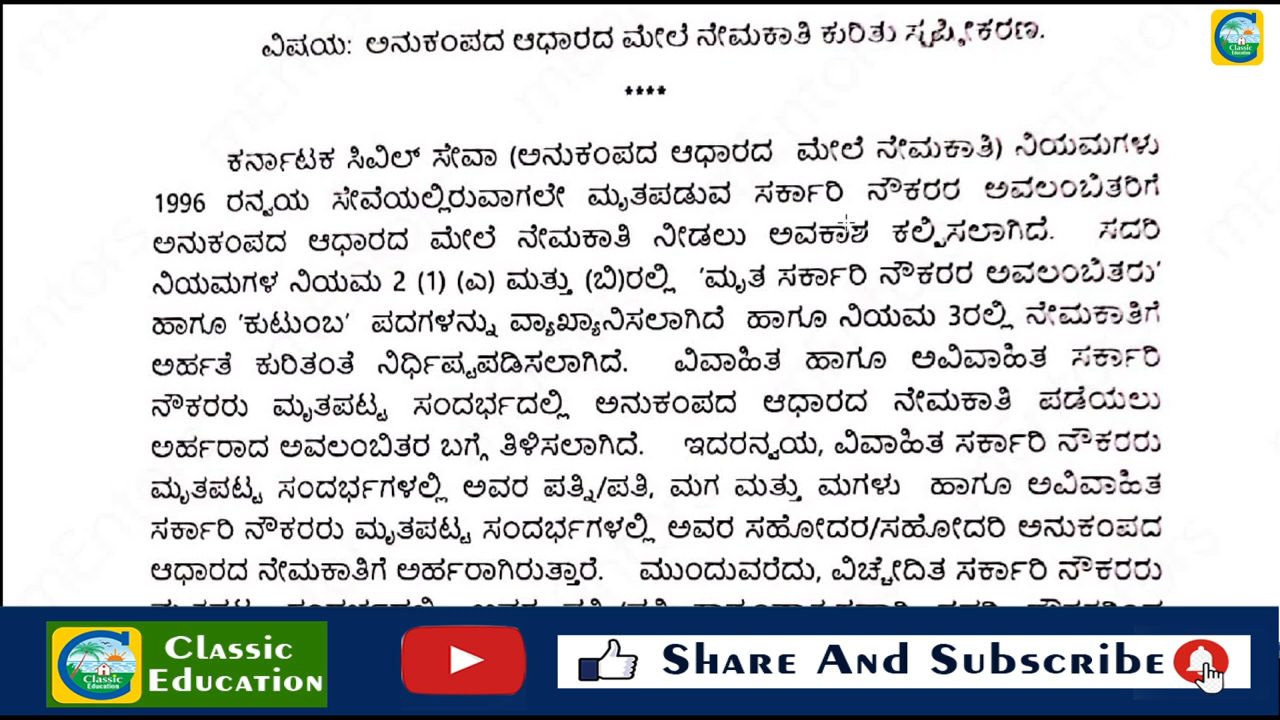 ವಿಷಯ: ಅನುಕಂಪದ ಆಧಾರದ ಮೇಲೆ ನೇಮಕಾತಿ ಕುರಿತು ಸ್ಪಷ್ಟೀಕರಣ.
****
ಕರ್ನಾಟಕ ಸಿವಿಲ್ ಸೇವಾ (ಅನುಕಂಪದ ಆಧಾರದ ಮೇಲೆ ನೇಮಕಾತಿ) ನಿಯಮಗಳು
1996 ರನ್ವಯ ಸೇವೆಯಲ್ಲಿರುವಾಗಲೇ ಮೃತಪಡುವ ಸರ್ಕಾರಿ ನೌಕರರ ಅವಲಂಬಿತರಿಗೆ
ಅನುಕಂಪದ ಆಧಾರದ ಮೇಲೆ ನೇಮಕಾತಿ ನೀಡಲು ಅವಕಾಶ ಕಲ್ಪಿಸಲಾಗಿದೆ. ಸದರಿ
ನಿಯಮಗಳ ನಿಯಮ 2 (1) (ಎ) ಮತ್ತು (ಬಿ)ರಲ್ಲಿ 'ಮೃತ ಸರ್ಕಾರಿ ನೌಕರರ ಅವಲಂಬಿತರು'
ಹಾಗೂ 'ಕುಟುಂಬ' ಪದಗಳನ್ನು ವ್ಯಾಖ್ಯಾನಿಸಲಾಗಿದೆ ಹಾಗೂ ನಿಯಮ 3ರಲ್ಲಿ ನೇಮಕಾತಿಗೆ
ಅರ್ಹತೆ ಕುರಿತಂತೆ ನಿರ್ಧಿಷ್ಟಪಡಿಸಲಾಗಿದೆ. ವಿವಾಹಿತ ಹಾಗೂ ಅವಿವಾಹಿತ ಸರ್ಕಾರಿ
ನೌಕರರು ಮೃತಪಟ್ಟ ಸಂದರ್ಭದಲ್ಲಿ ಅನುಕಂಪದ ಆಧಾರದ ನೇಮಕಾತಿ ಪಡೆಯಲು
ಅರ್ಹರಾದ ಅವಲಂಬಿತರ ಬಗ್ಗೆ ತಿಳಿಸಲಾಗಿದೆ. ಇದರನ್ವಯ, ವಿವಾಹಿತ ಸರ್ಕಾರಿ ನೌಕರರು
ಮೃತಪಟ್ಟ ಸಂದರ್ಭಗಳಲ್ಲಿ ಅವರ ಪತ್ನಿ/ಪತಿ, ಮಗ ಮತ್ತು ಮಗಳು ಹಾಗೂ ಅವಿವಾಹಿತ
ಸರ್ಕಾರಿ ನೌಕರರು ಮೃತಪಟ್ಟ ಸಂದರ್ಭಗಳಲ್ಲಿ ಅವರ ಸಹೋದರ/ಸಹೋದರಿ ಅನುಕಂಪದ
ಆಧಾರದ ನೇಮಕಾತಿಗೆ ಅರ್ಹರಾಗಿರುತ್ತಾರೆ. ಮುಂದುವರೆದು, ವಿಚ್ಛೇದಿತ ಸರ್ಕಾರಿ ನೌಕರರು
Classic Education
Classic Education
Classic
Education
Share And Subscribe